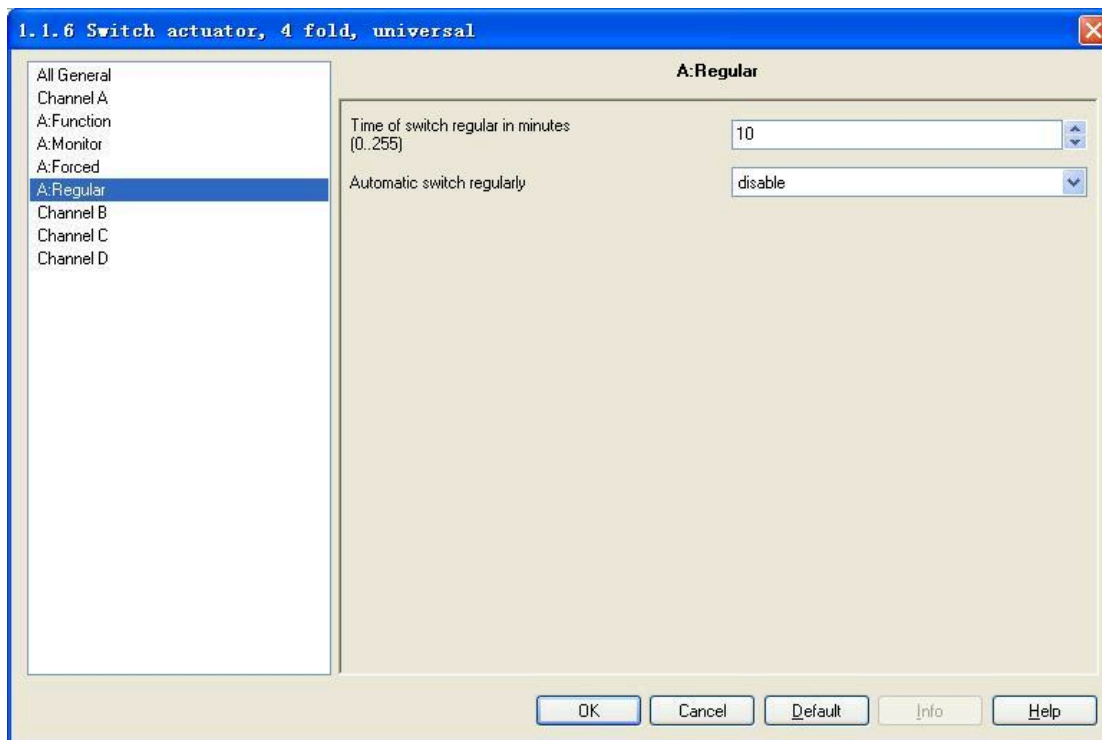 1.1.6 Switch actuator, 4 fold, universal
All General
Channel A
A:Function
A:Monitor
A:Forced
A:Regular
Channel B
Channel C
Channel D
A:Regular
Time of switch regular in minutes
(0..255)
10
Automatic switch regularly
disable
OK
Cancel
Default
Info
Help